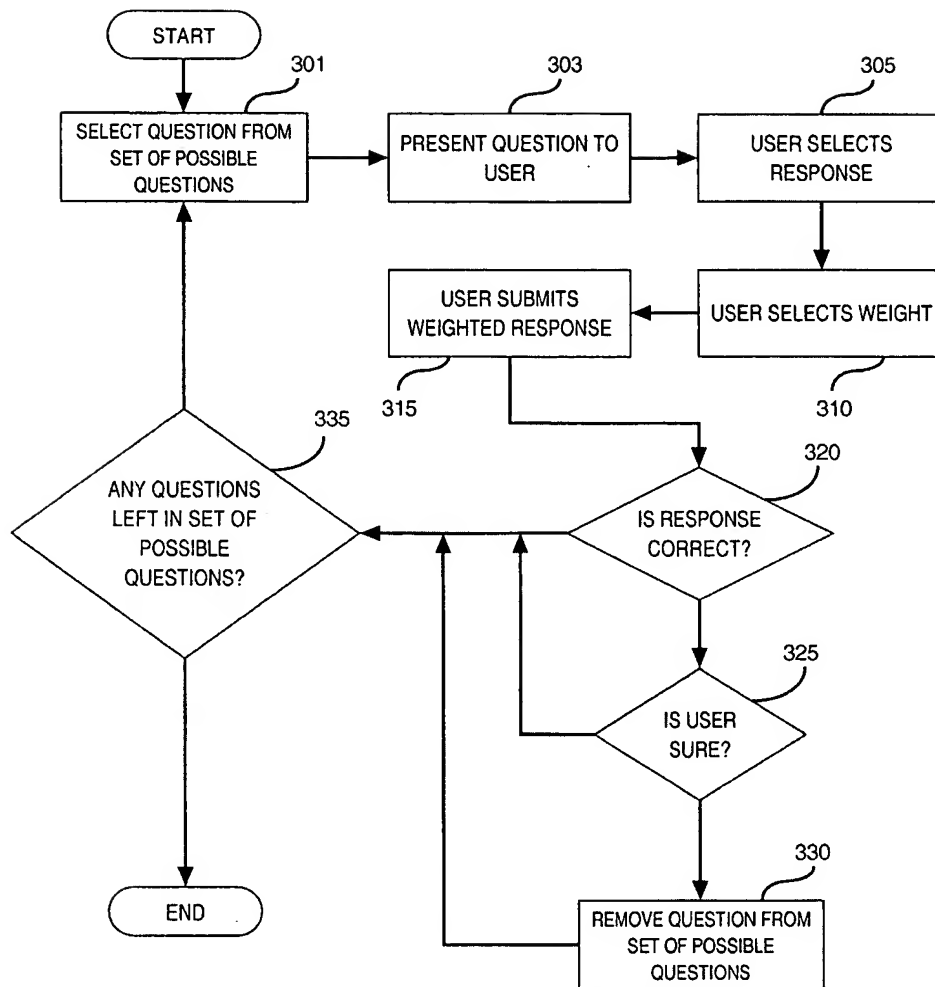 START
301
SELECT QUESTION FROM
SET OF POSSIBLE
QUESTIONS
303
PRESENT QUESTION TO
USER
305
USER SELECTS
RESPONSE
USER SUBMITS
WEIGHTED RESPONSE
315
USER SELECTS WEIGHT
310
335
ANY QUESTIONS
LEFT IN SET OF
POSSIBLE
QUESTIONS?
320
IS RESPONSE
CORRECT?
325
IS USER
SURE?
330
REMOVE QUESTION FROM
SET OF POSSIBLE
QUESTIONS
END